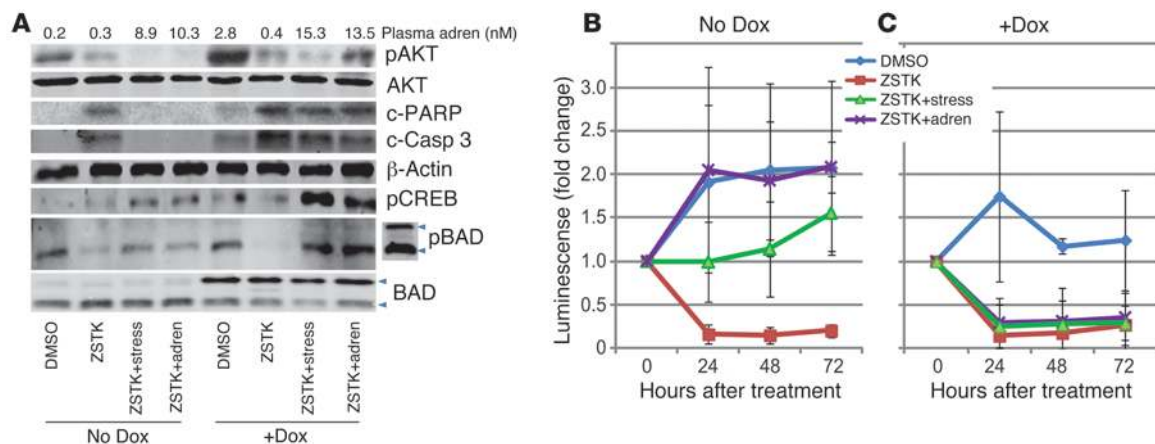 A
0.2 0.3 8.9 10.3 2.8 0.4 15.3 13.5 Plasma adren (nM)
pAKT
AKT
c-PARP
c-Casp 3
β-Actin
pCREB
pBAD
BAD
DMSO ZSTK ZSTK+stress ZSTK+adren DMSO ZSTK ZSTK+stress ZSTK+adren
No Dox +Dox
B
No Dox
Luminescense (fold change)
3.0
2.5
2.0
1.5
1.0
0.5
0
0 24 48 72
Hours after treatment
C
+Dox
DMSO
ZSTK
ZSTK+stress
ZSTK+adren
0 24 48 72
Hours after treatment